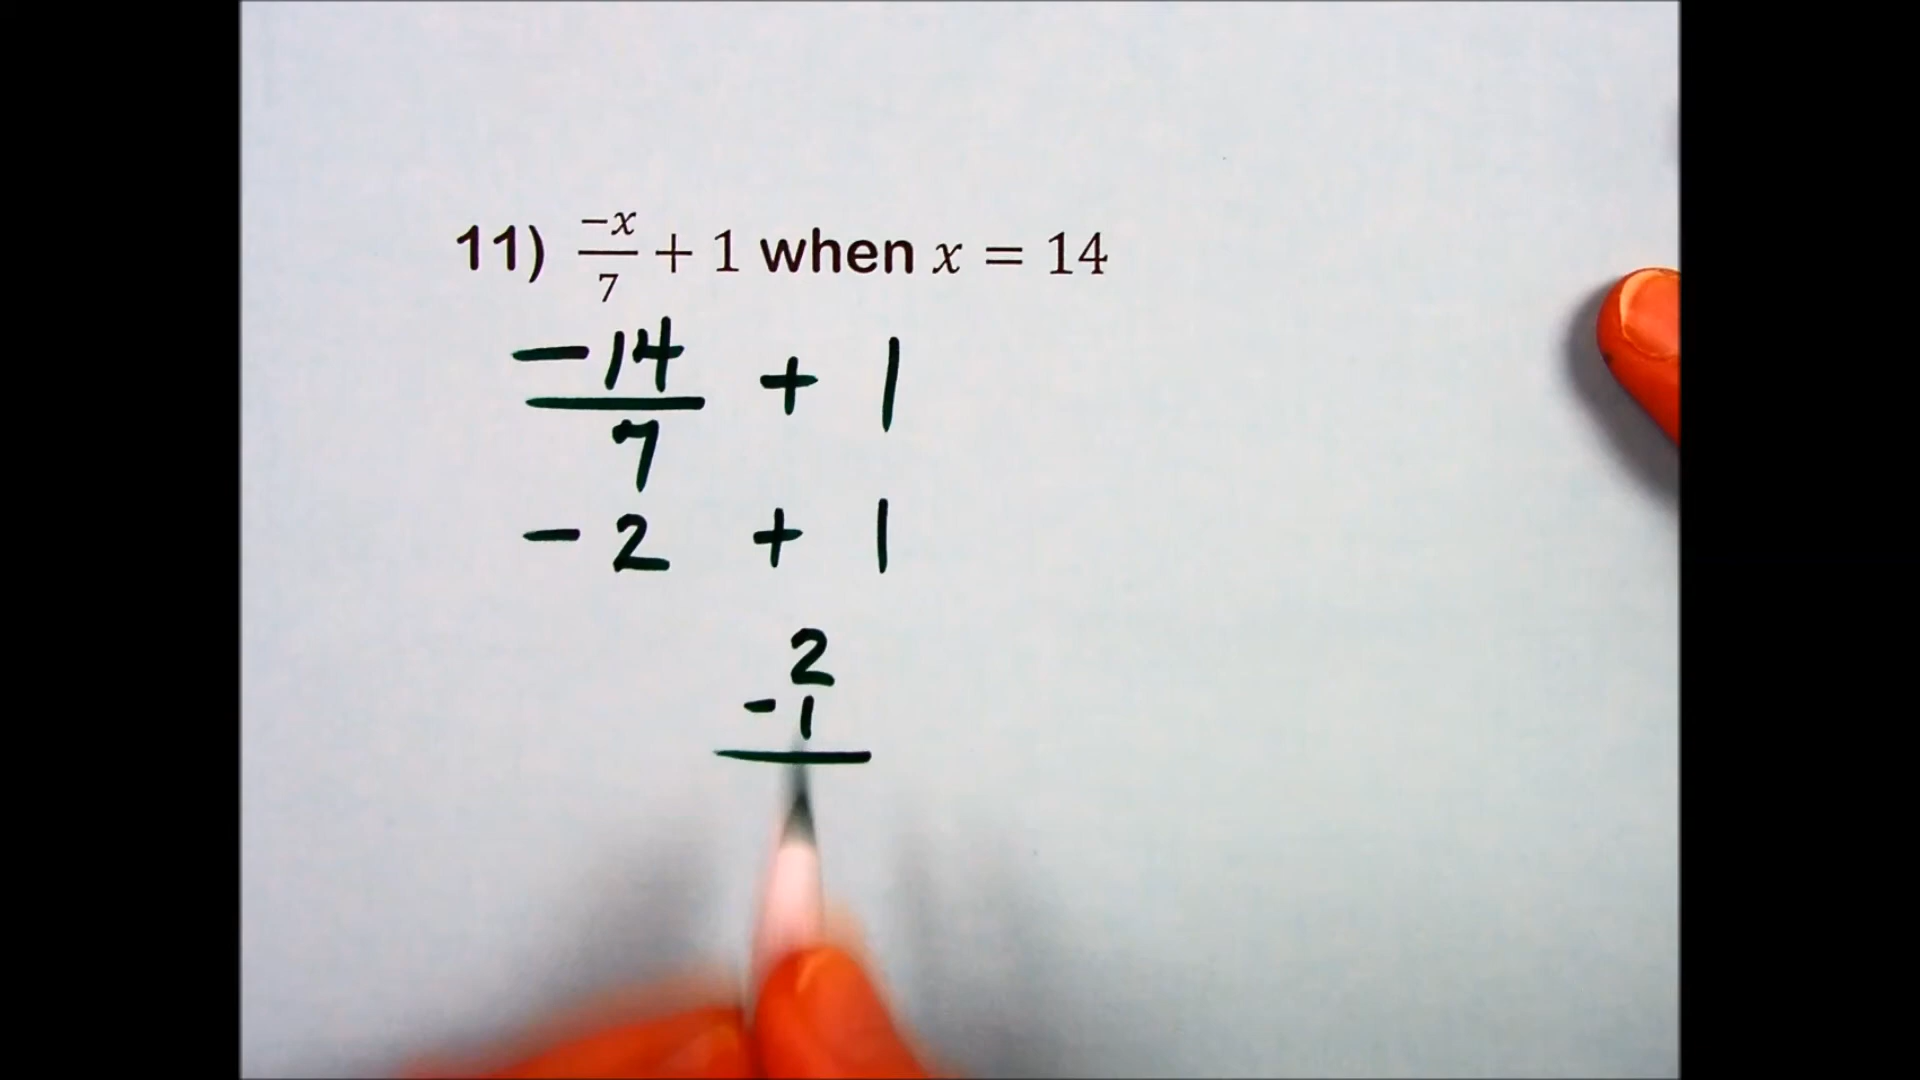 11) -x/7 + 1 when x = 14
-14/7 + 1
-2 + 1
2
-1